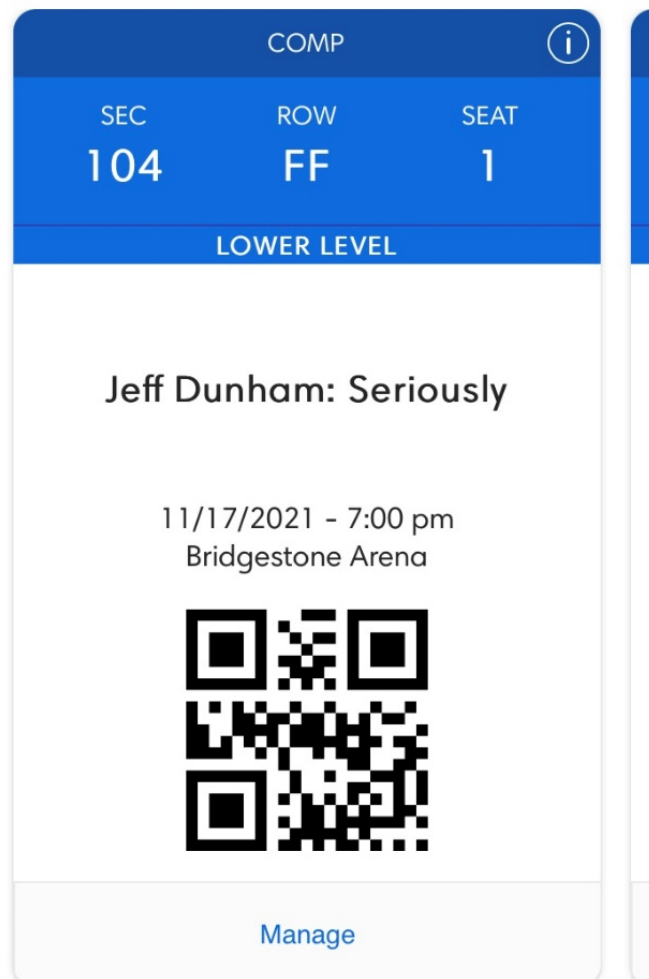 COMP
i
SEC ROW SEAT
104 FF 1
LOWER LEVEL
Jeff Dunham: Seriously
11/17/2021 - 7:00 pm
Bridgestone Arena
Manage